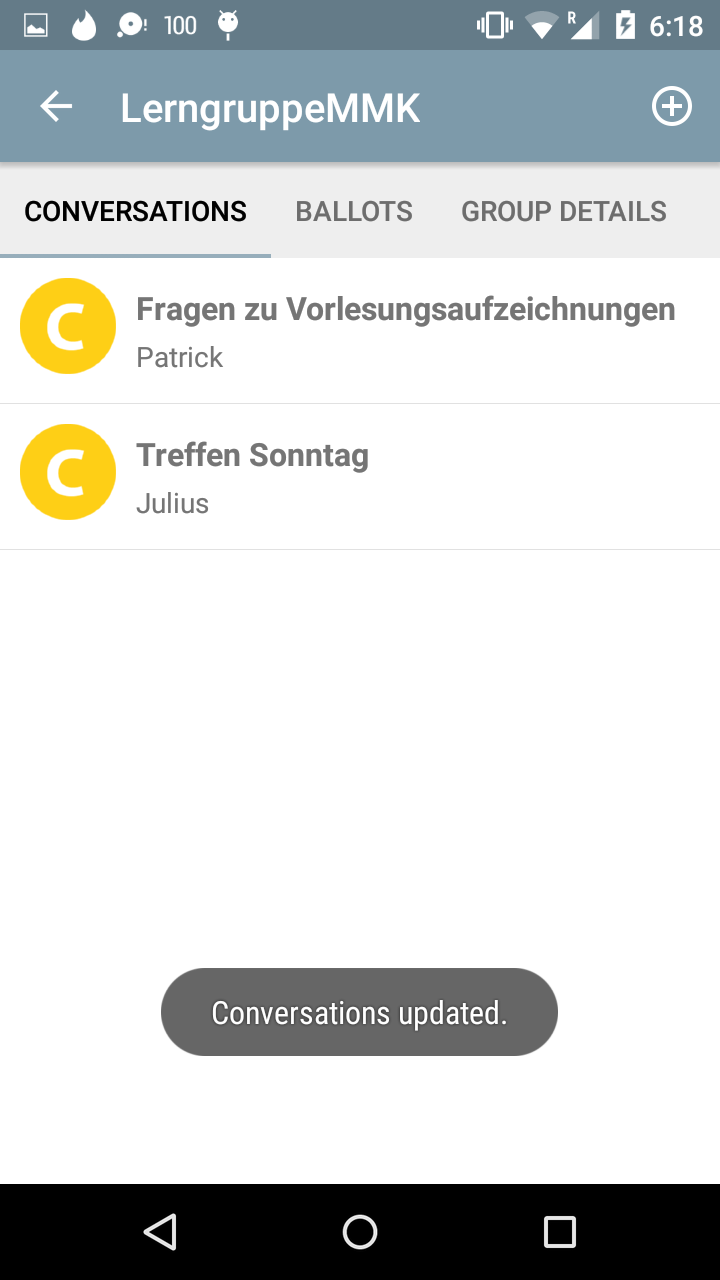 100 R 6:18
LerngruppeMMK
CONVERSATIONS BALLOTS GROUP DETAILS
C Fragen zu Vorlesungsaufzeichnungen
Patrick
C Treffen Sonntag
Julius
Conversations updated.